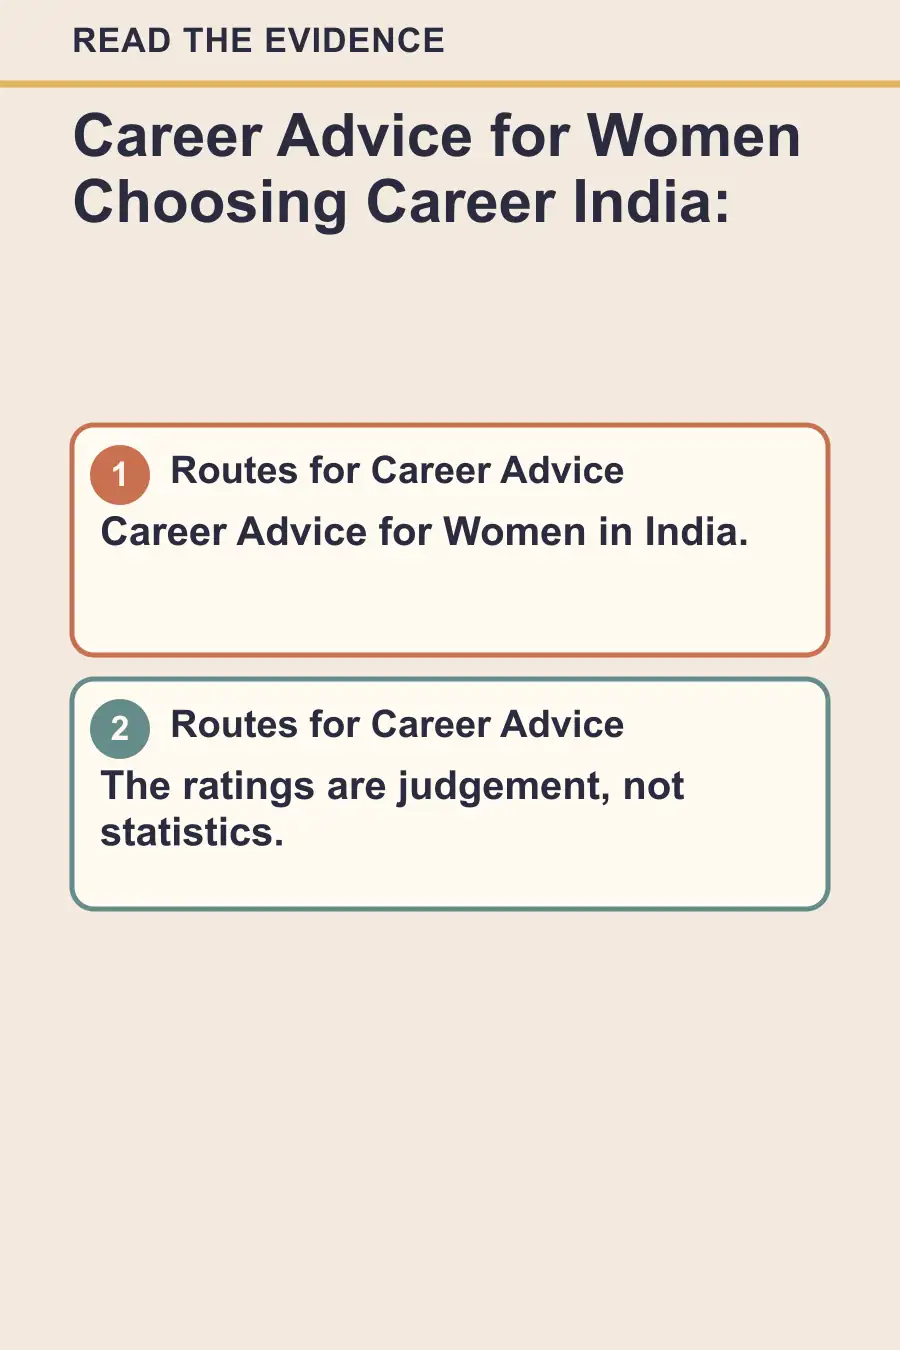 READ THE EVIDENCE
Career Advice for Women
Choosing Career India:
1 Routes for Career Advice
Career Advice for Women in India.
2 Routes for Career Advice
The ratings are judgement, not
statistics.